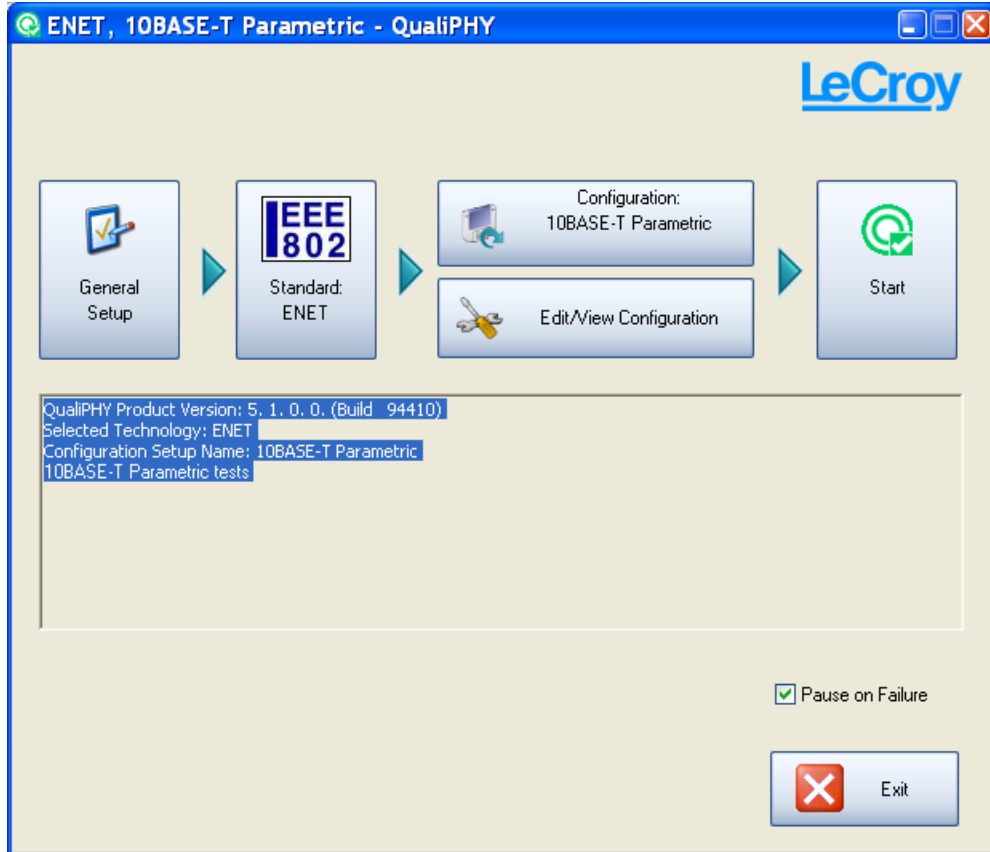 ENET, 10BASE-T Parametric - QualiPHY
LeCroy
General
Setup
IEEE
802
Standard:
ENET
Configuration:
10BASE-T Parametric
Edit/View Configuration
Start
QualiPHY Product Version: 5. 1. 0. 0. (Build  94410)
Selected Technology: ENET
Configuration Setup Name: 10BASE-T Parametric
10BASE-T Parametric tests
Pause on Failure
Exit